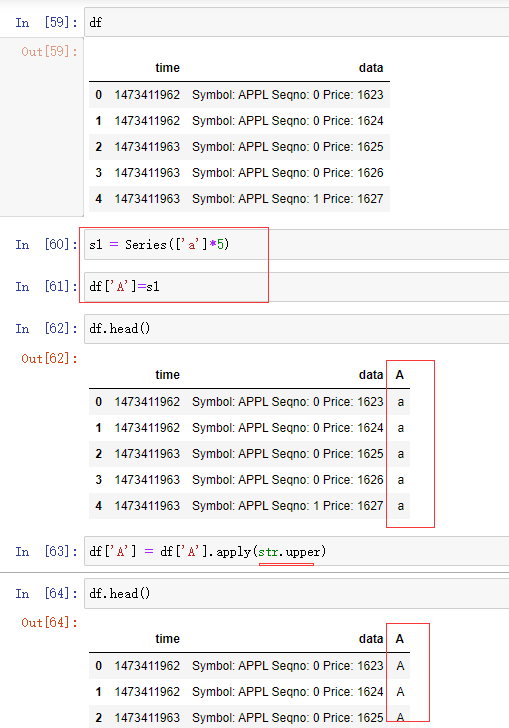 In [59]: df
Out[59]:
time data
0 1473411962 Symbol: APPL Seqno: 0 Price: 1623
1 1473411962 Symbol: APPL Seqno: 0 Price: 1624
2 1473411963 Symbol: APPL Seqno: 0 Price: 1625
3 1473411963 Symbol: APPL Seqno: 0 Price: 1626
4 1473411963 Symbol: APPL Seqno: 1 Price: 1627
In [60]: s1 = Series(['a']*5)
In [61]: df['A']=s1
In [62]: df.head()
Out[62]:
time data A
0 1473411962 Symbol: APPL Seqno: 0 Price: 1623 a
1 1473411962 Symbol: APPL Seqno: 0 Price: 1624 a
2 1473411963 Symbol: APPL Seqno: 0 Price: 1625 a
3 1473411963 Symbol: APPL Seqno: 0 Price: 1626 a
4 1473411963 Symbol: APPL Seqno: 1 Price: 1627 a
In [63]: df['A'] = df['A'].apply(str.upper)
In [64]: df.head()
Out[64]:
time data A
0 1473411962 Symbol: APPL Seqno: 0 Price: 1623 A
1 1473411962 Symbol: APPL Seqno: 0 Price: 1624 A
2 1473411963 Symbol: APPL Seqno: 0 Price: 1625 A